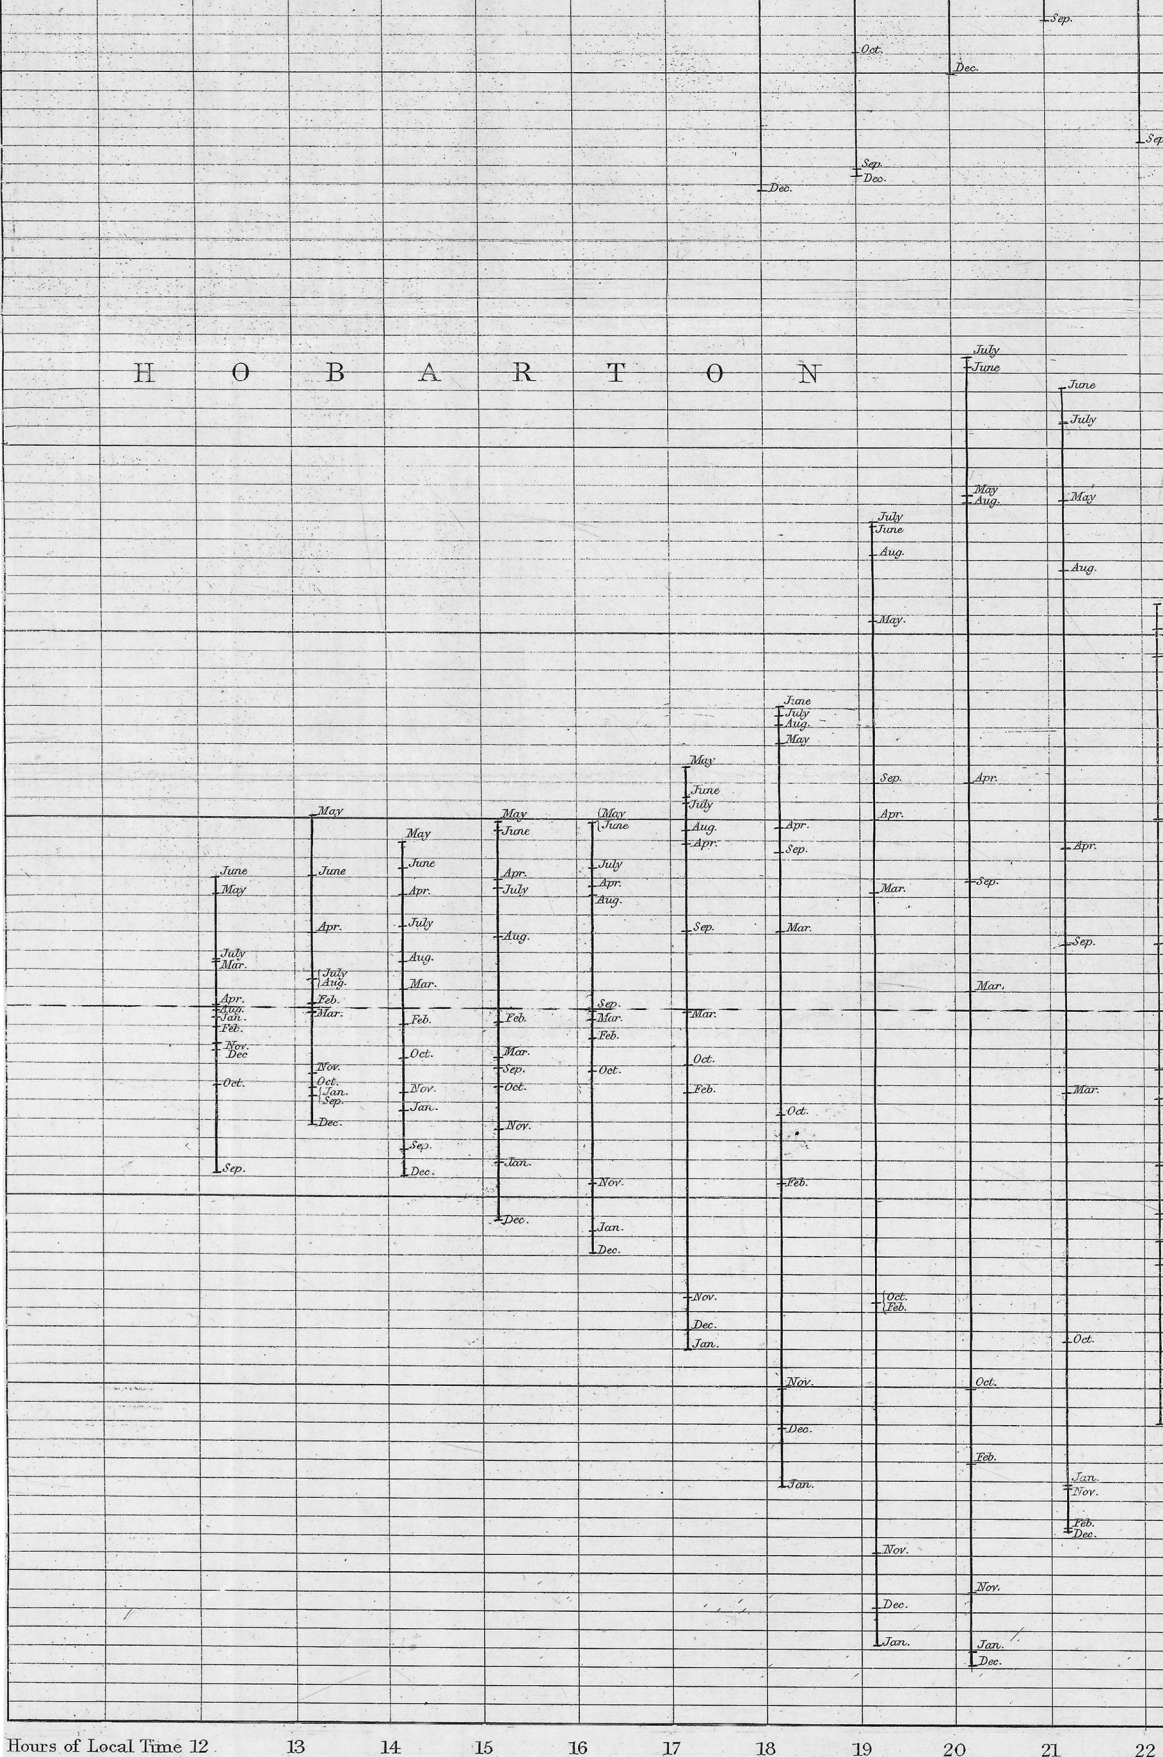 Sep.
Oct.
Dec.
Sep
Sep.
Dec.
Dec.
HOBARTON
July
June
May
Aug.
Apr.
Sep.
Mar.
Oct.
Feb.
Nov.
Jan.
Dec.
June
July
May
Aug.
Apr.
Sep.
Mar.
Oct.
Jan.
Nov.
Feb.
Dec.
July
June
Aug.
May.
Sep.
Apr.
Mar.
Oct.
Feb.
Nov.
Dec.
Jan.
June
July
Aug.
May
Apr.
Sep.
Mar.
Oct.
Feb.
Nov.
Dec.
Jan.
May
June
July
Aug.
Apr.
Sep.
Mar.
Oct.
Feb.
Nov.
Dec.
Jan.
May
June
July
Apr.
Aug.
Sep.
Mar.
Feb.
Oct.
Nov.
Jan.
Dec.
May
June
Apr.
July
Aug.
Feb.
Mar.
Sep.
Oct.
Nov.
Jan.
Dec.
May
June
Apr.
July
Aug.
Mar.
Feb.
Oct.
Nov.
Jan.
Sep.
Dec.
May
June
Apr.
July
Aug.
Feb.
Mar.
Nov.
Oct.
Jan.
Sep.
Dec.
June
May
July
Mar.
Apr.
Aug.
Jan.
Feb.
Nov.
Dec
Oct.
Sep.
Hours of Local Time 12 13 14 15 16 17 18 19 20 21 22